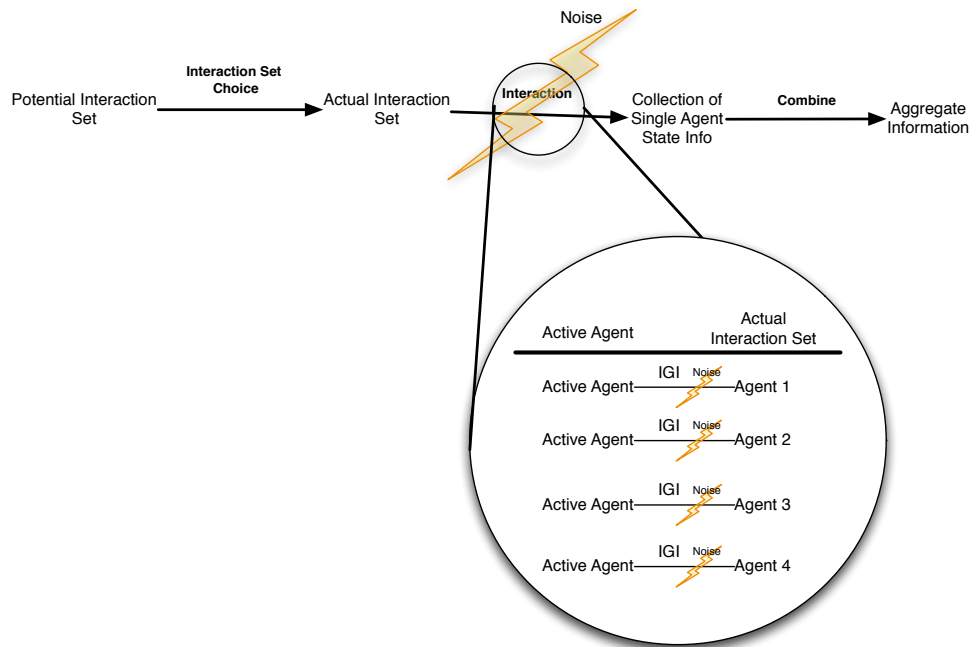 Noise
Interaction Set
Choice
Potential Interaction
Set
Actual Interaction
Set
Interaction
Collection of
Single Agent
State Info
Combine
Aggregate
Information
Active Agent
Actual
Interaction Set
Active Agent IGI Noise Agent 1
Active Agent IGI Noise Agent 2
Active Agent IGI Noise Agent 3
Active Agent IGI Noise Agent 4